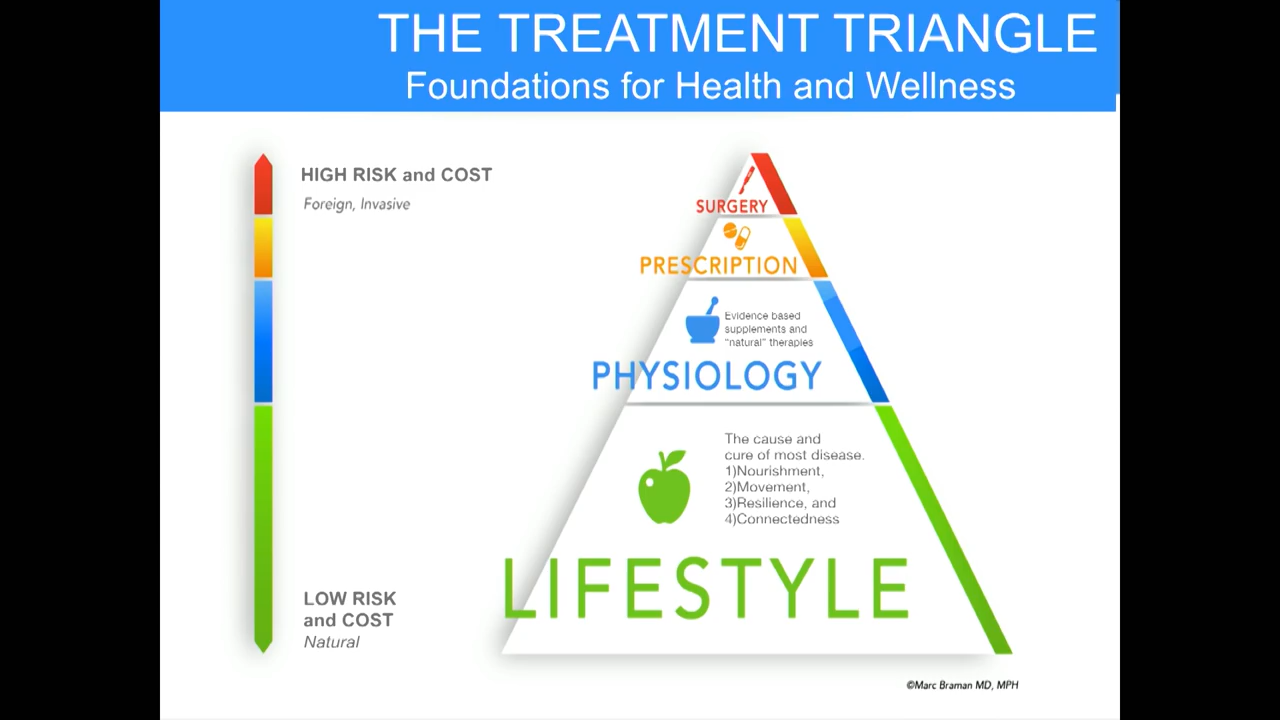 THE TREATMENT TRIANGLE
Foundations for Health and Wellness
HIGH RISK and COST
Foreign, Invasive
SURGERY
PRESCRIPTION
Evidence based
supplements and
"natural" therapies
PHYSIOLOGY
The cause and
cure of most disease.
1)Nourishment,
2)Movement,
3)Resilience, and
4)Connectedness
LIFESTYLE
LOW RISK
and COST
Natural
©Marc Braman MD, MPH